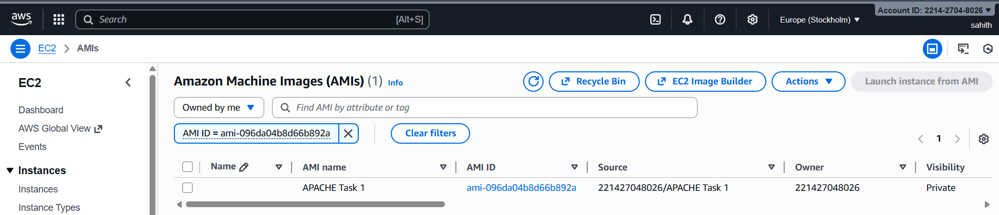 Account ID: 2214-2704-8026
aws
Search [Alt+S]
Europe (Stockholm)
sahith
EC2 > AMIs
EC2
Dashboard
AWS Global View
Events
Instances
Instances
Instance Types
Amazon Machine Images (AMIs) (1) Info
Recycle Bin
EC2 Image Builder
Actions
Launch instance from AMI
Owned by me
Find AMI by attribute or tag
AMI ID = ami-096da04b8d66b892a
Clear filters
1
Name AMI name AMI ID Source Owner Visibility
APACHE Task 1 ami-096da04b8d66b892a 221427048026/APACHE Task 1 221427048026 Private